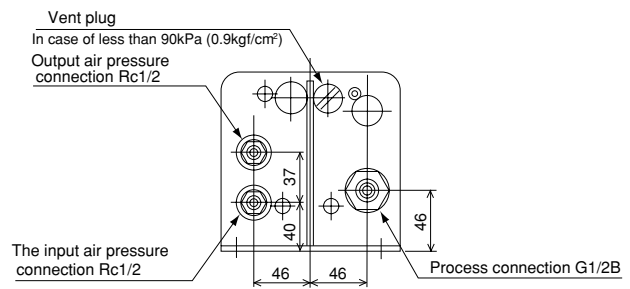 Vent plug
In case of less than 90kPa (0.9kgf/cm²)
Output air pressure
connection Rc1/2
37
40
46
The input air pressure
connection Rc1/2
46
46
Process connection G1/2B